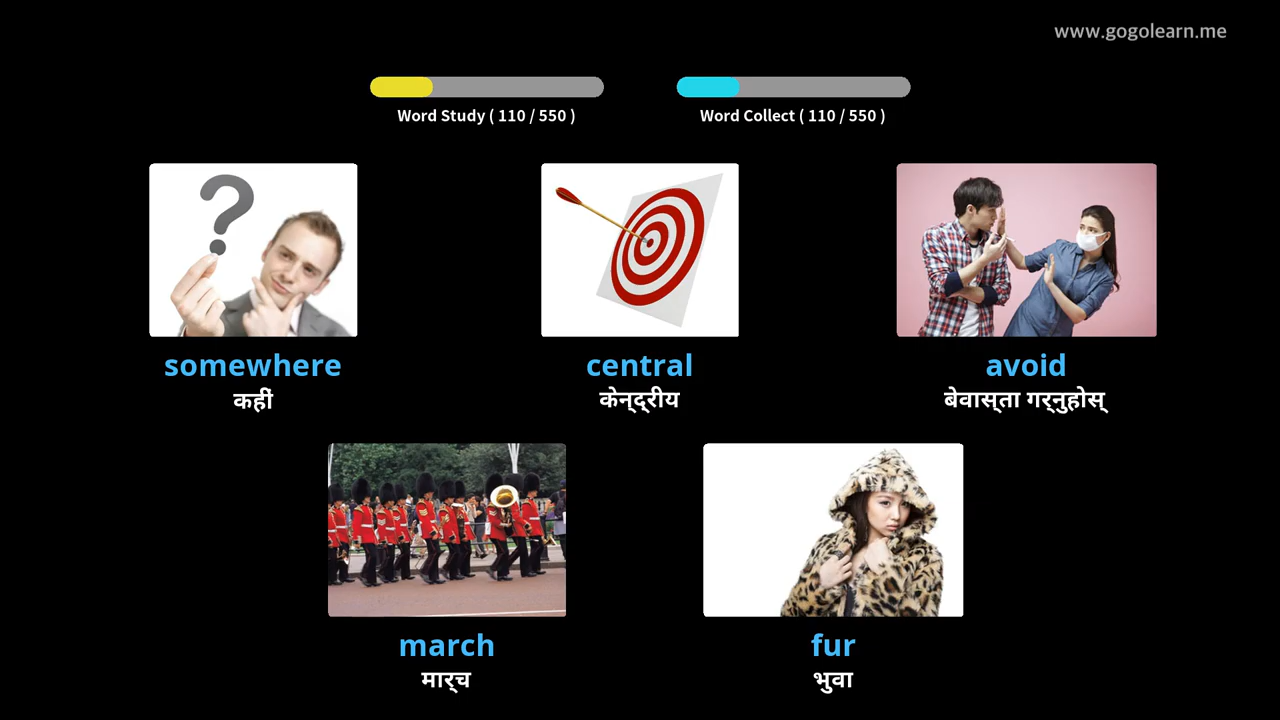 www.gogolearn.me
Word Study ( 110 / 550 )
Word Collect ( 110 / 550 )
somewhere
कहीं
central
केन्द्रीय
avoid
बेवास्ता गर्नुहोस्
march
मार्च
fur
भुवा